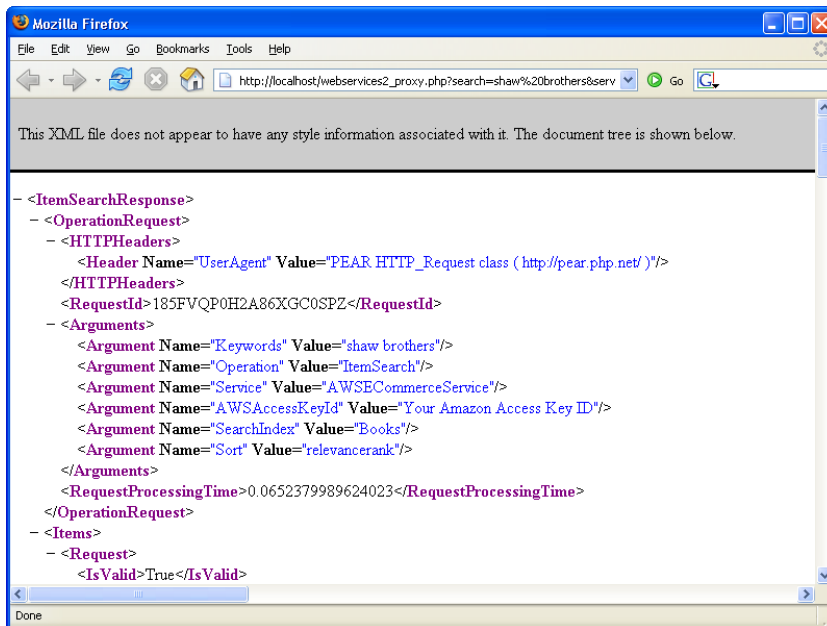 Mozilla Firefox
File Edit View Go Bookmarks Tools Help
http://localhost/webservices2_proxy.php?search=shaw%20brothers&serv Go G
This XML file does not appear to have any style information associated with it. The document tree is shown below.
− <ItemSearchResponse>
− <OperationRequest>
− <HTTPHeaders>
<Header Name="UserAgent" Value="PEAR HTTP_Request class ( http://pear.php.net/ )"/>
</HTTPHeaders>
<RequestId>185FVQP0H2A86XGC0SPZ</RequestId>
− <Arguments>
<Argument Name="Keywords" Value="shaw brothers"/>
<Argument Name="Operation" Value="ItemSearch"/>
<Argument Name="Service" Value="AWSECommerceService"/>
<Argument Name="AWSAccessKeyId" Value="Your Amazon Access Key ID"/>
<Argument Name="SearchIndex" Value="Books"/>
<Argument Name="Sort" Value="relevancerank"/>
</Arguments>
<RequestProcessingTime>0.0652379989624023</RequestProcessingTime>
</OperationRequest>
− <Items>
− <Request>
<IsValid>True</IsValid>
Done